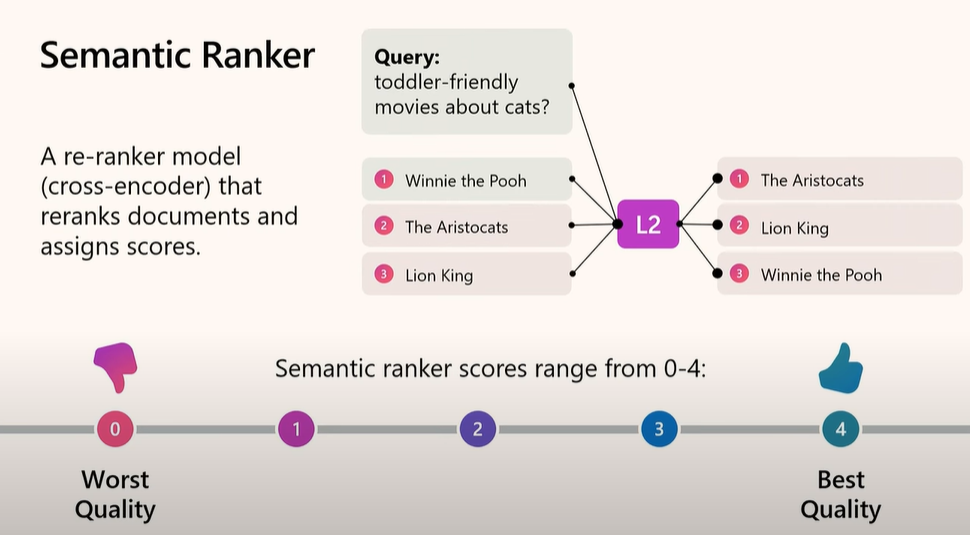 Semantic Ranker
A re-ranker model
(cross-encoder) that
reranks documents and
assigns scores.
Query:
toddler-friendly
movies about cats?
1 Winnie the Pooh
2 The Aristocats
3 Lion King
L2
1 The Aristocats
2 Lion King
3 Winnie the Pooh
Semantic ranker scores range from 0-4:
0 1 2 3 4
Worst
Quality
Best
Quality